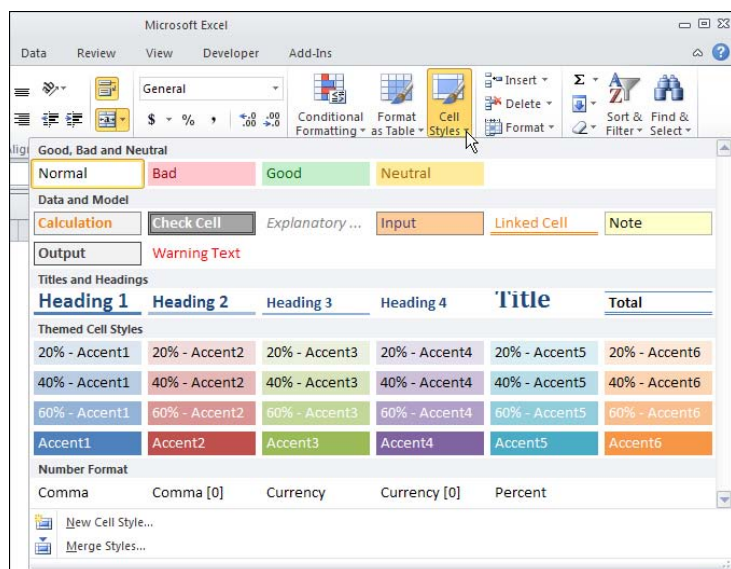 Microsoft Excel
Data Review View Developer Add-Ins
General
$ % ,
Conditional Formatting
Format as Table
Cell Styles
Insert
Delete
Format
Σ
Sort & Filter
Find & Select
Good, Bad and Neutral
Normal Bad Good Neutral
Data and Model
Calculation Check Cell Explanatory ... Input Linked Cell Note
Output Warning Text
Titles and Headings
Heading 1 Heading 2 Heading 3 Heading 4 Title Total
Themed Cell Styles
20% - Accent1 20% - Accent2 20% - Accent3 20% - Accent4 20% - Accent5 20% - Accent6
40% - Accent1 40% - Accent2 40% - Accent3 40% - Accent4 40% - Accent5 40% - Accent6
60% - Accent1 60% - Accent2 60% - Accent3 60% - Accent4 60% - Accent5 60% - Accent6
Accent1 Accent2 Accent3 Accent4 Accent5 Accent6
Number Format
Comma Comma [0] Currency Currency [0] Percent
New Cell Style...
Merge Styles...